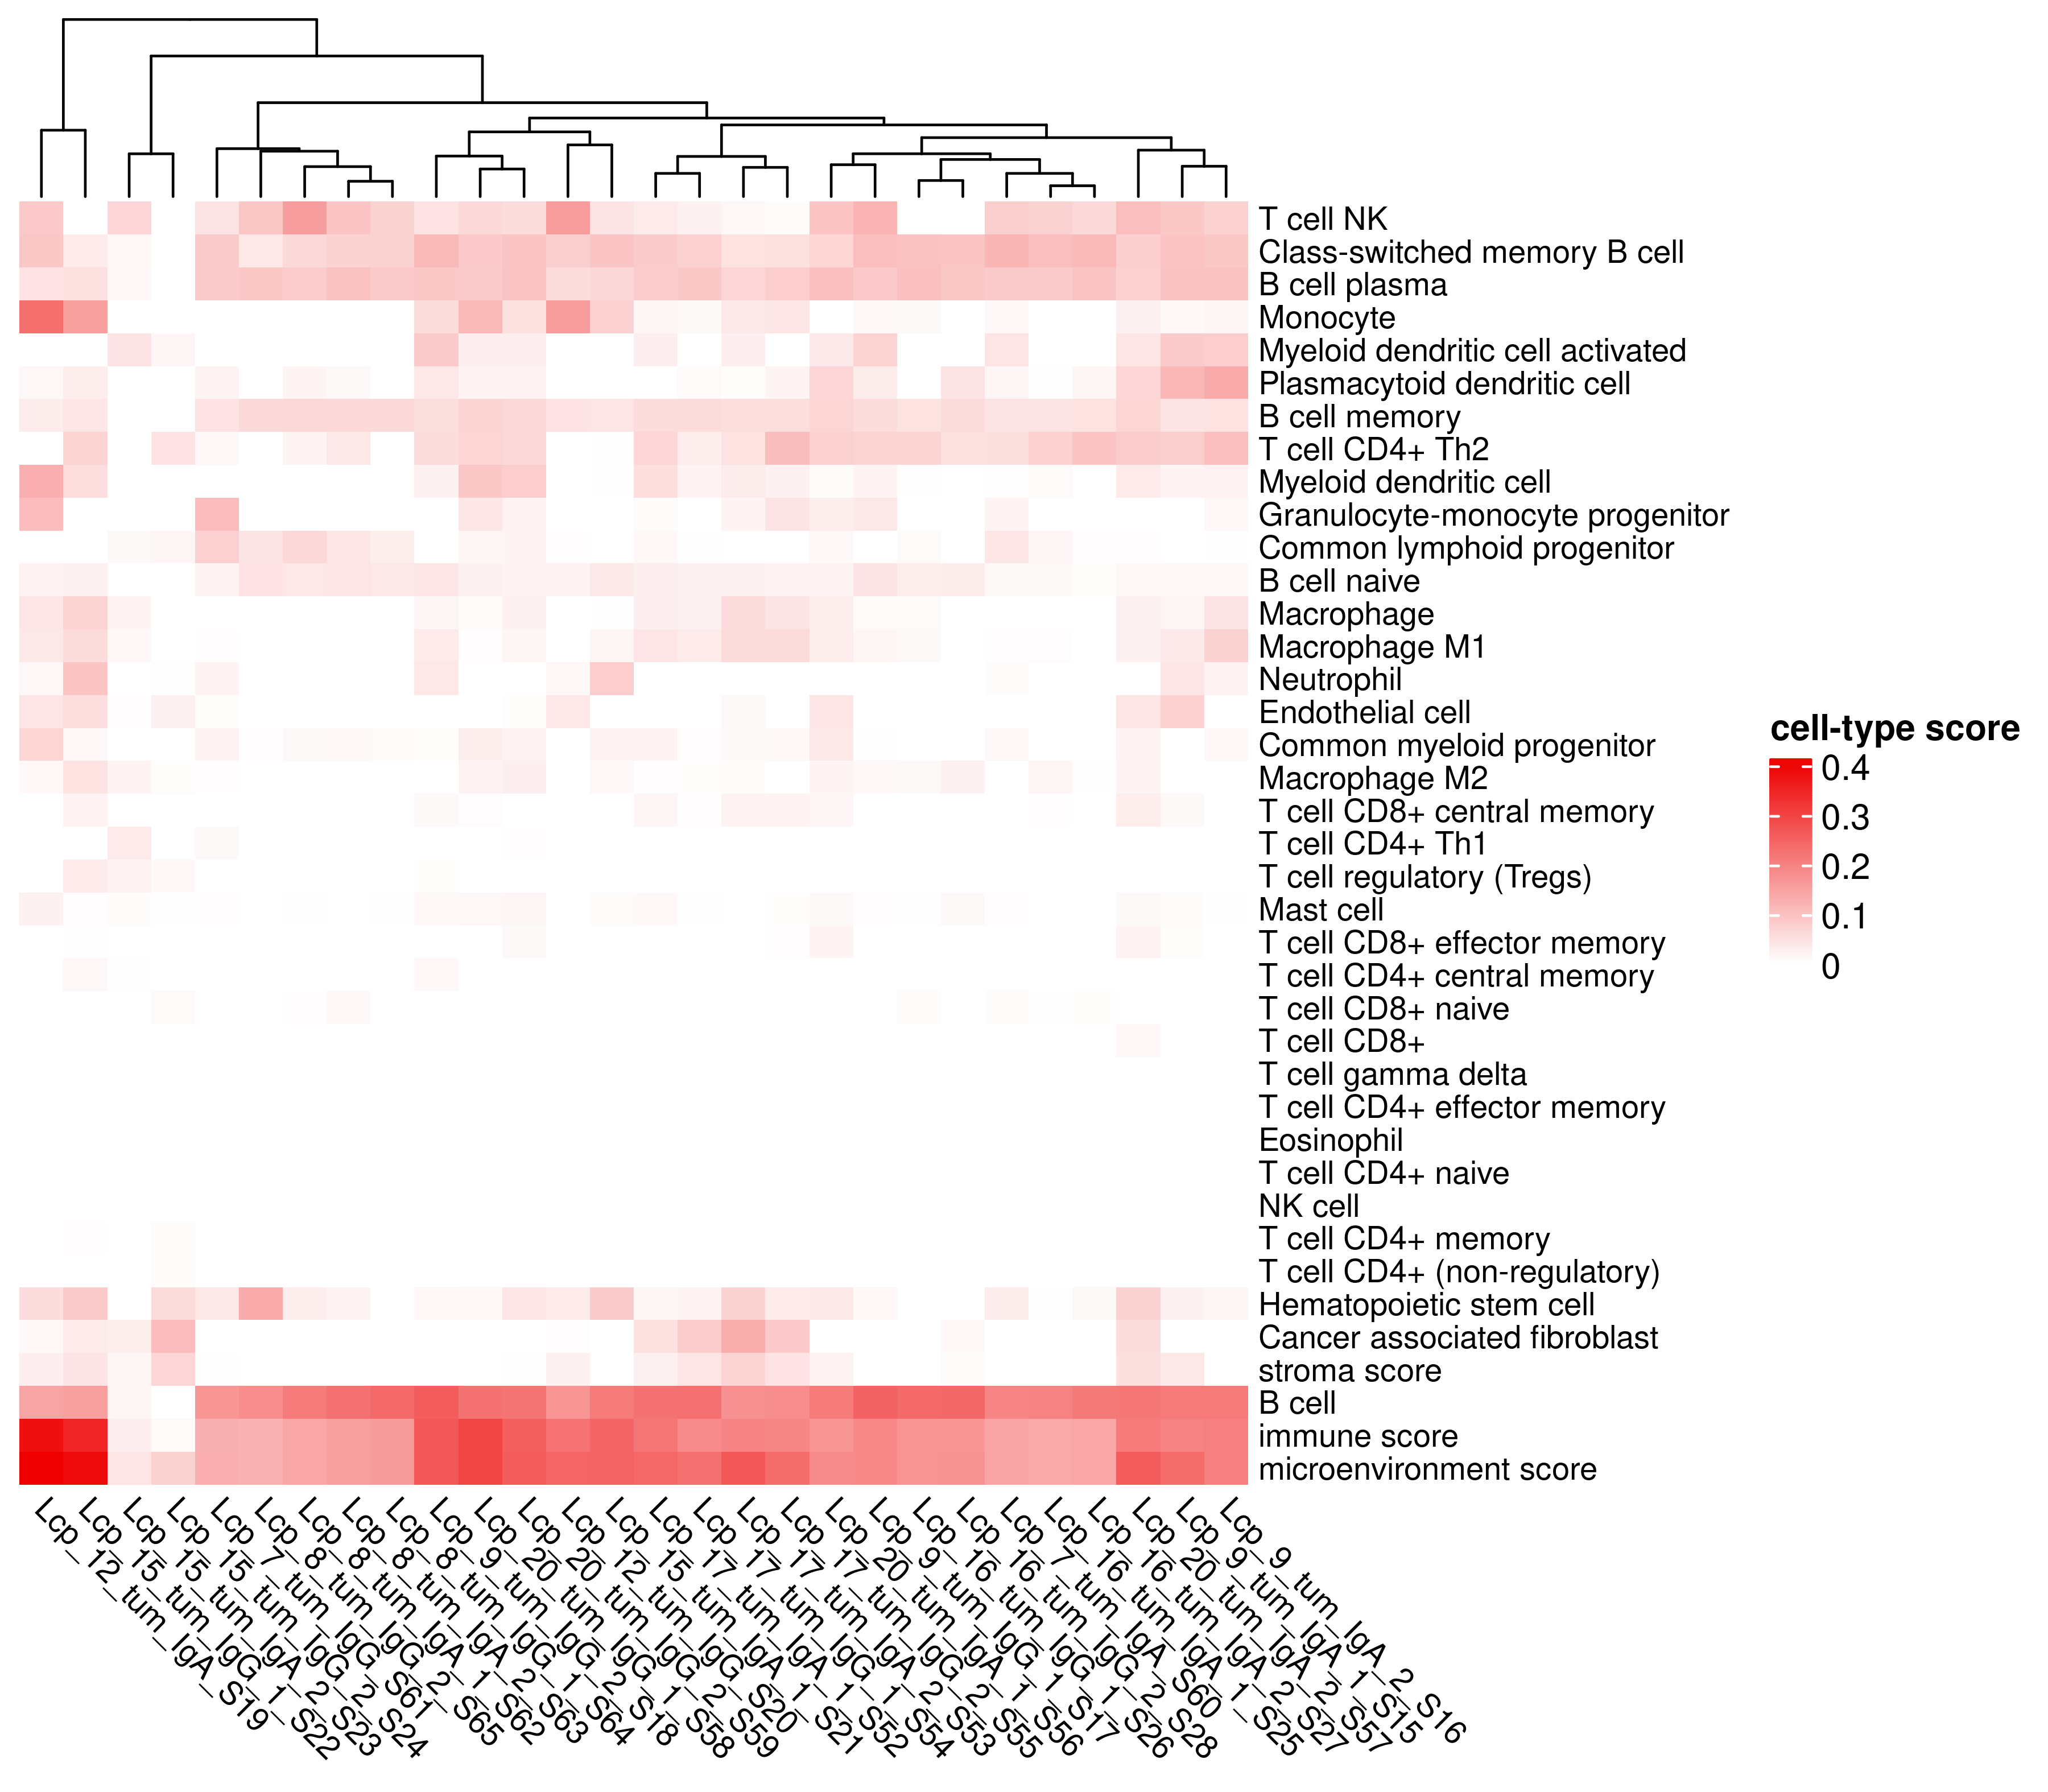 T cell NK
Class-switched memory B cell
B cell plasma
Monocyte
Myeloid dendritic cell activated
Plasmacytoid dendritic cell
B cell memory
T cell CD4+ Th2
Myeloid dendritic cell
Granulocyte-monocyte progenitor
Common lymphoid progenitor
B cell naive
Macrophage
Macrophage M1
Neutrophil
Endothelial cell
Common myeloid progenitor
Macrophage M2
T cell CD8+ central memory
T cell CD4+ Th1
T cell regulatory (Tregs)
Mast cell
T cell CD8+ effector memory
T cell CD4+ central memory
T cell CD8+ naive
T cell CD8+
T cell gamma delta
T cell CD4+ effector memory
Eosinophil
T cell CD4+ naive
NK cell
T cell CD4+ memory
T cell CD4+ (non-regulatory)
Hematopoietic stem cell
Cancer associated fibroblast
stroma score
B cell
immune score
microenvironment score
cell-type score
0.4
0.3
0.2
0.1
0
Lcp_12_tum_IgA_S19
Lcp_15_tum_IgG_1_S22
Lcp_15_tum_IgA_2_S23
Lcp_15_tum_IgG_2_S24
Lcp_7_tum_IgG_S61
Lcp_8_tum_IgG_2_S65
Lcp_8_tum_IgA_1_S62
Lcp_8_tum_IgA_2_S63
Lcp_8_tum_IgG_1_S64
Lcp_9_tum_IgG_2_S18
Lcp_20_tum_IgG_1_S58
Lcp_20_tum_IgG_2_S59
Lcp_12_tum_IgG_S20
Lcp_15_tum_IgA_1_S21
Lcp_17_tum_IgA_1_S52
Lcp_17_tum_IgG_1_S54
Lcp_17_tum_IgA_2_S53
Lcp_17_tum_IgG_2_S55
Lcp_20_tum_IgA_1_S56
Lcp_9_tum_IgG_1_S17
Lcp_16_tum_IgG_1_S26
Lcp_16_tum_IgG_2_S28
Lcp_7_tum_IgA_S60
Lcp_16_tum_IgA_1_S25
Lcp_16_tum_IgA_2_S27
Lcp_20_tum_IgA_2_S57
Lcp_9_tum_IgA_1_S15
Lcp_9_tum_IgA_2_S16